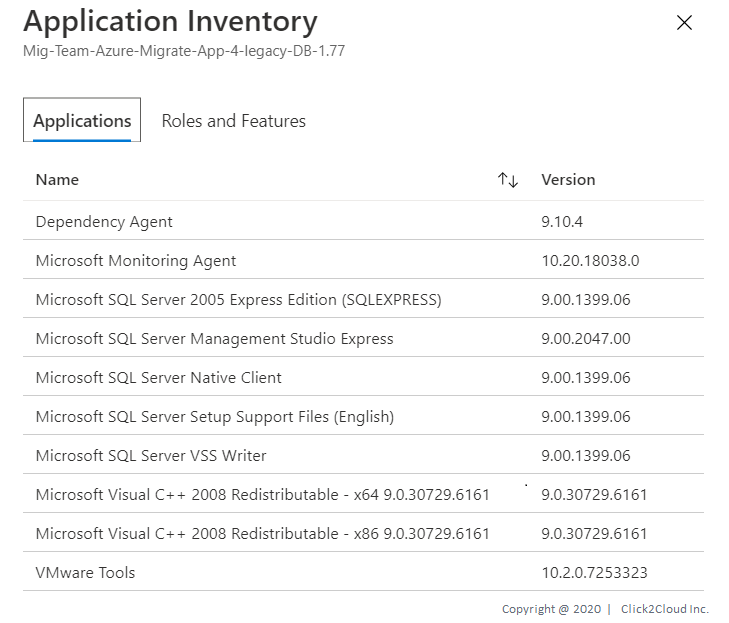 Application Inventory
Mig-Team-Azure-Migrate-App-4-legacy-DB-1.77
Applications Roles and Features
Name Version
Dependency Agent 9.10.4
Microsoft Monitoring Agent 10.20.18038.0
Microsoft SQL Server 2005 Express Edition (SQLEXPRESS) 9.00.1399.06
Microsoft SQL Server Management Studio Express 9.00.2047.00
Microsoft SQL Server Native Client 9.00.1399.06
Microsoft SQL Server Setup Support Files (English) 9.00.1399.06
Microsoft SQL Server VSS Writer 9.00.1399.06
Microsoft Visual C++ 2008 Redistributable - x64 9.0.30729.6161 9.0.30729.6161
Microsoft Visual C++ 2008 Redistributable - x86 9.0.30729.6161 9.0.30729.6161
VMware Tools 10.2.0.7253323
Copyright @ 2020 | Click2Cloud Inc.